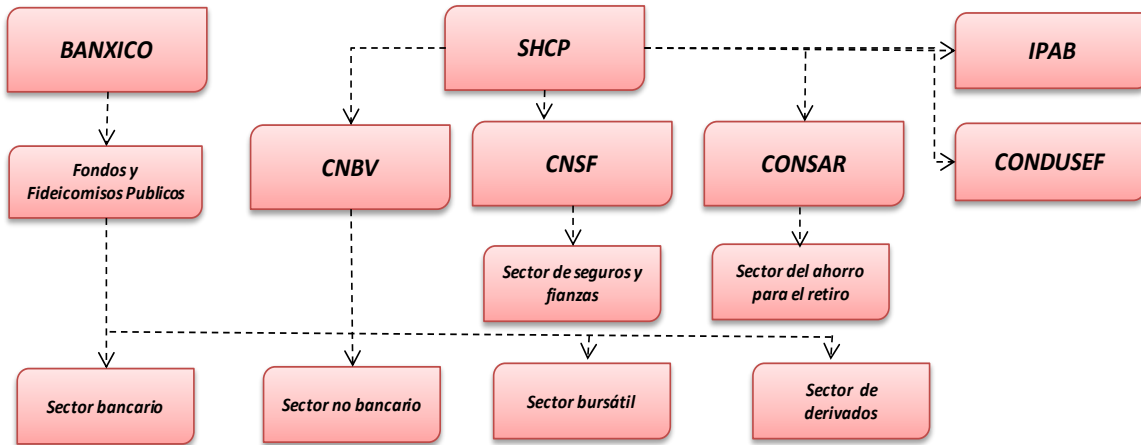 BANXICO
SHCP
IPAB
Fondos y
Fideicomisos Publicos
CNBV
CNSF
CONSAR
CONDUSEF
Sector de seguros y
fianzas
Sector del ahorro
para el retiro
Sector bancario
Sector no bancario
Sector bursátil
Sector de
derivados